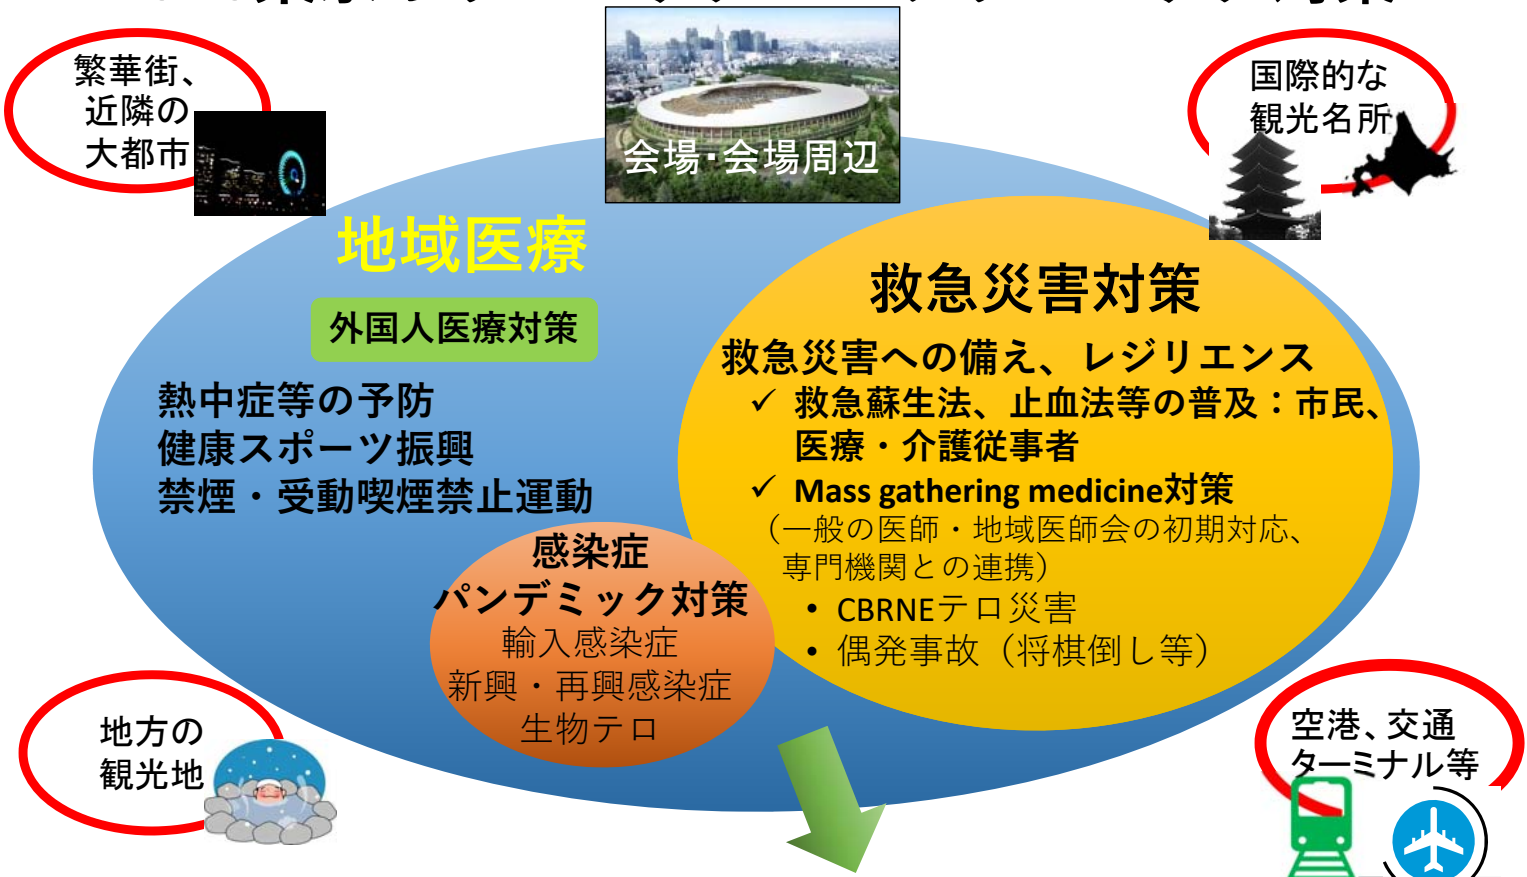 繁華街、
近隣の
大都市
会場・会場周辺
国際的な
観光名所
地域医療
外国人医療対策
熱中症等の予防
健康スポーツ振興
禁煙・受動喫煙禁止運動
救急災害対策
救急災害への備え、レジリエンス
✓ 救急蘇生法、止血法等の普及：市民、
医療・介護従事者
✓ Mass gathering medicine対策
（一般の医師・地域医師会の初期対応、
専門機関との連携）
• CBRNEテロ災害
• 偶発事故（将棋倒し等）
感染症
パンデミック対策
輸入感染症
新興・再興感染症
生物テロ
地方の
観光地
空港、交通
ターミナル等